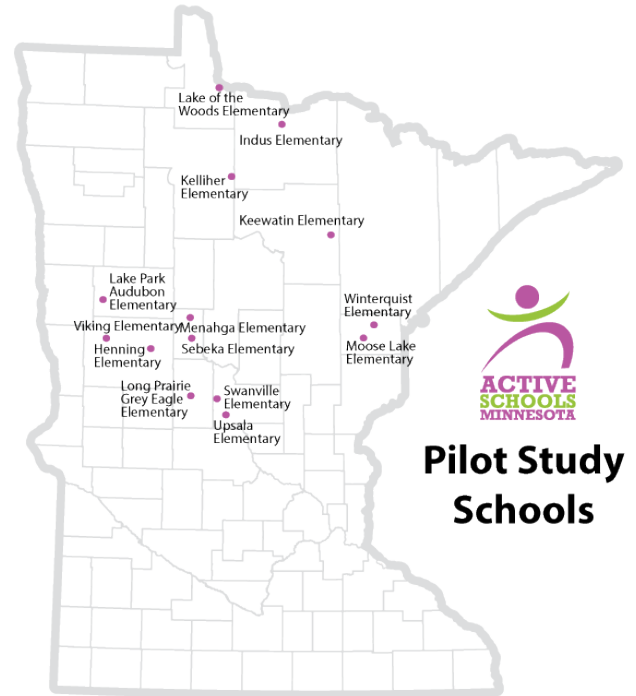 Lake of the
Woods Elementary
Indus Elementary
Kelliher
Elementary
Keewatin Elementary
Lake Park
Audubon
Elementary
Winterquist
Elementary
Viking Elementary
Menahga Elementary
Moose Lake
Elementary
Henning
Elementary
Sebeka Elementary
Long Prairie
Grey Eagle
Elementary
Swanville
Elementary
Upsala
Elementary
ACTIVE
SCHOOLS
MINNESOTA
Pilot Study
Schools